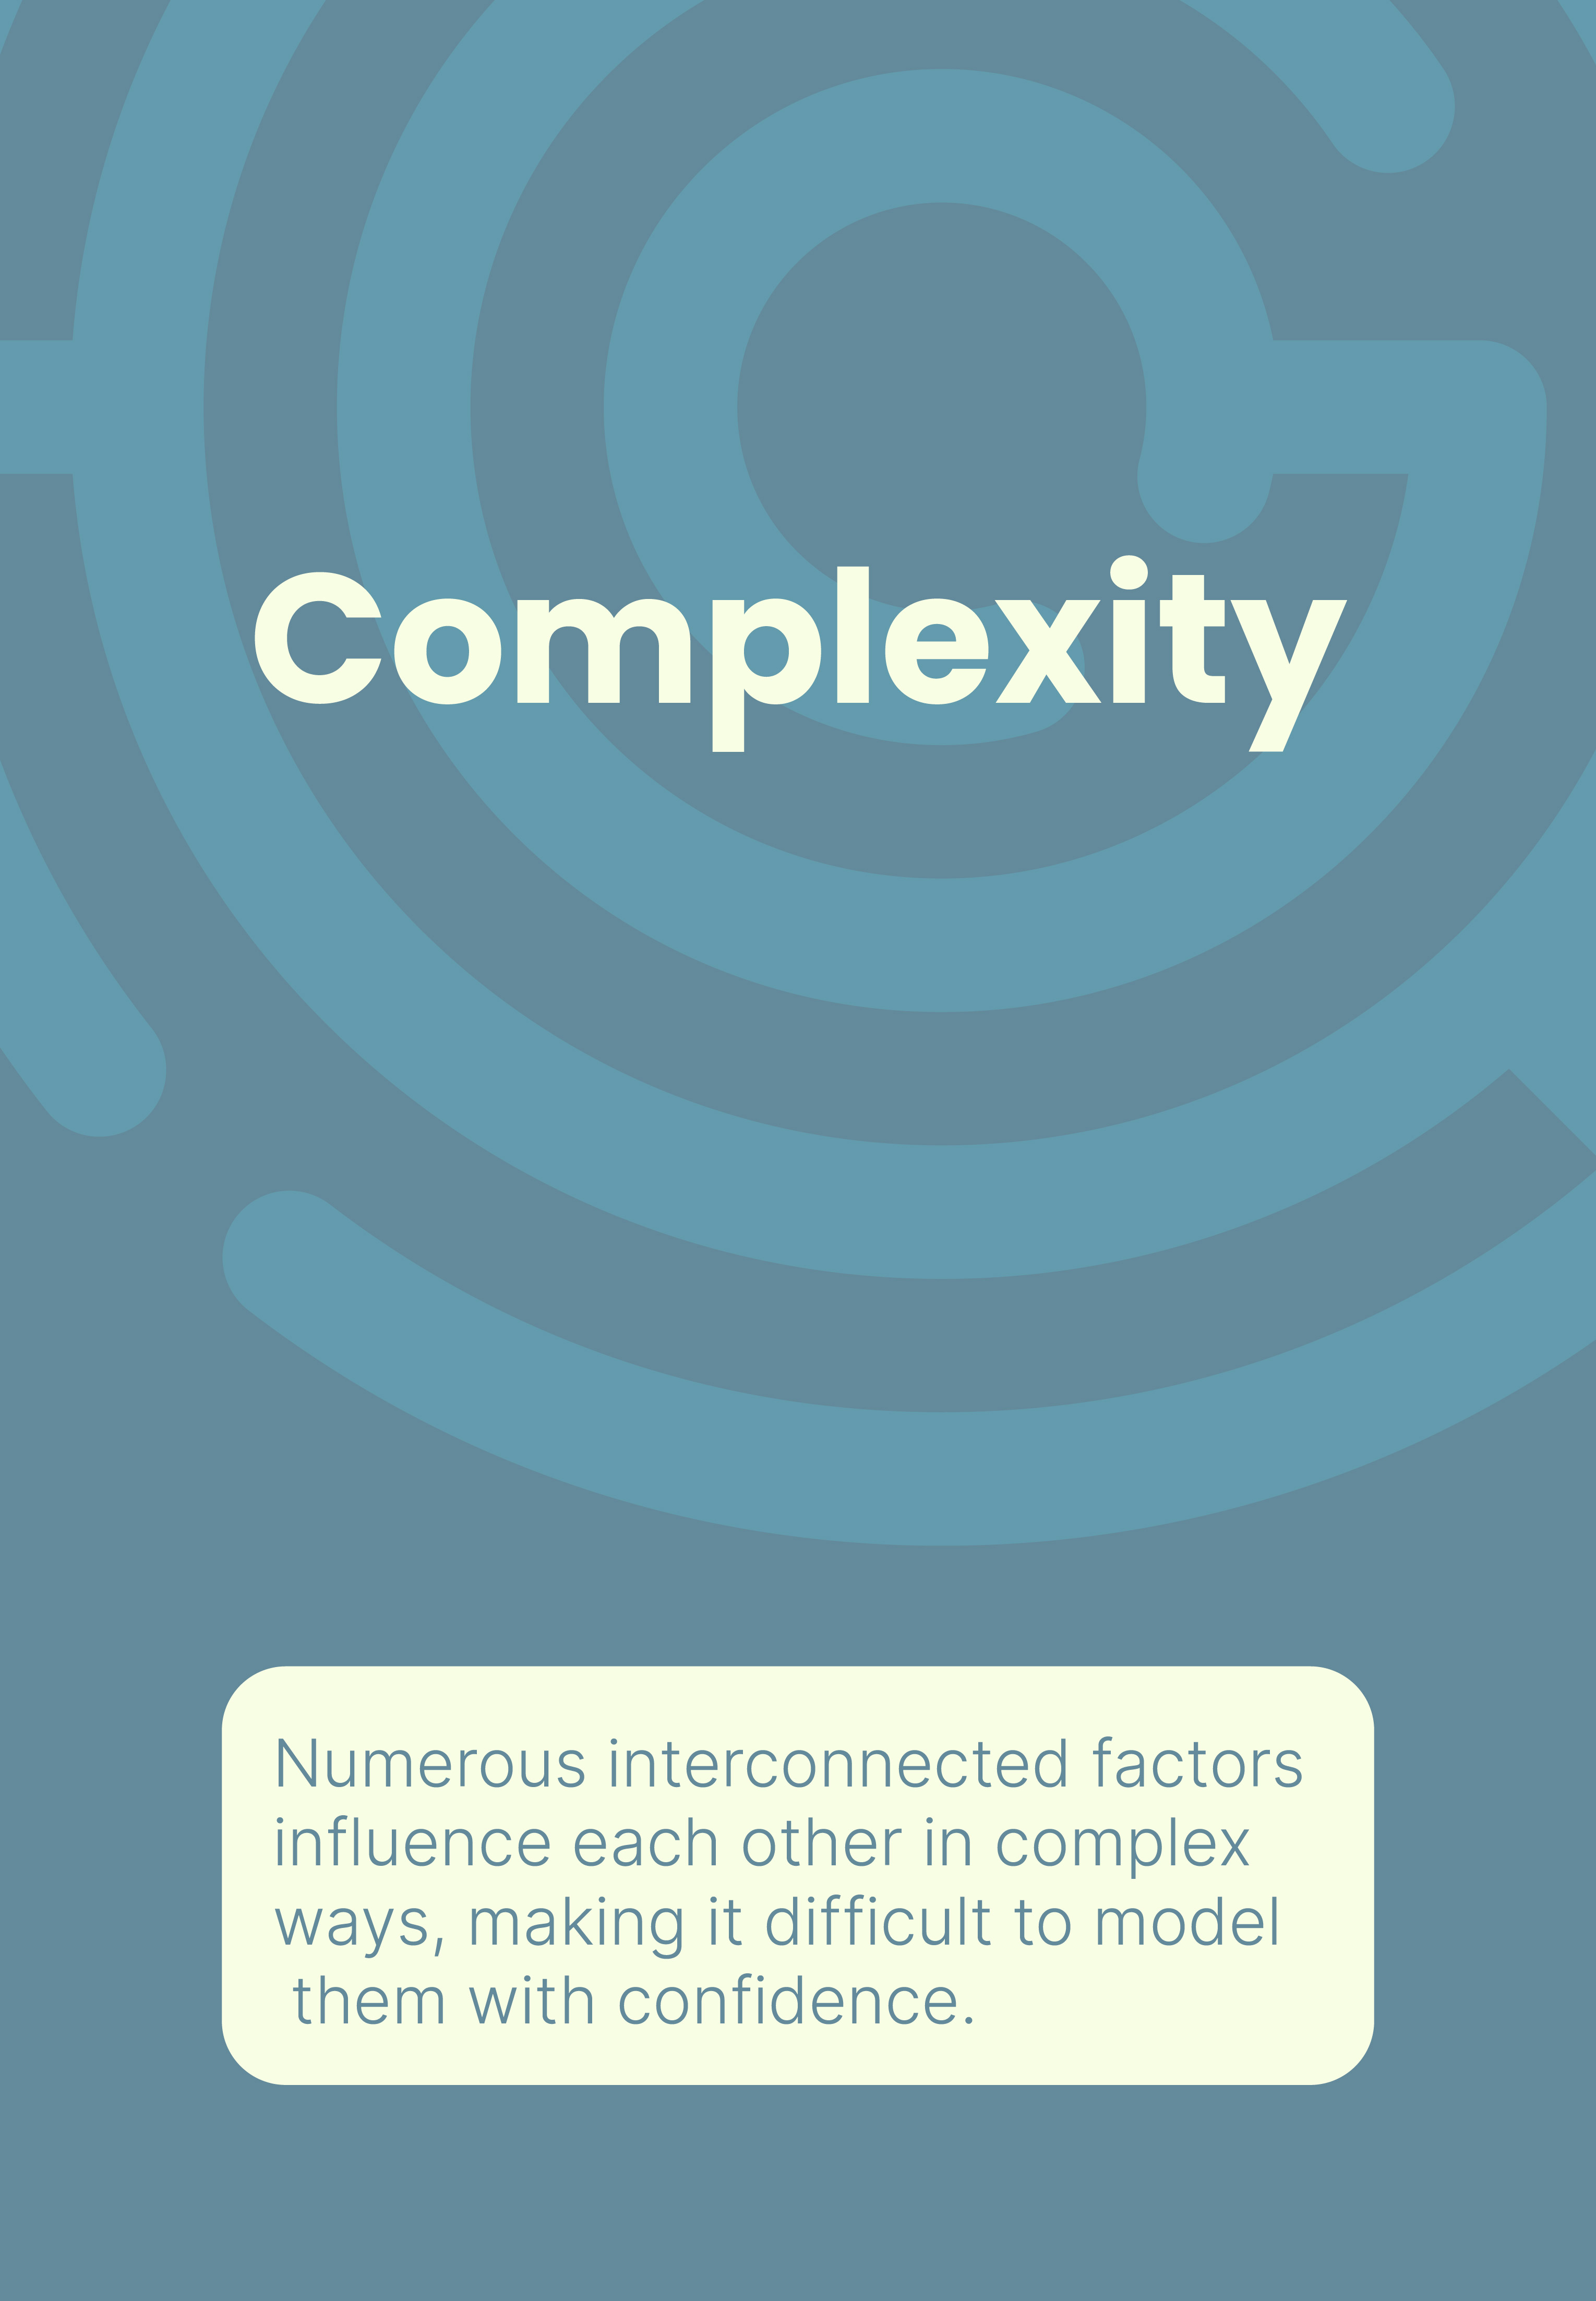 Complexity
Numerous interconnected factors
influence each other in complex
ways, making it difficult to model
them with confidence.